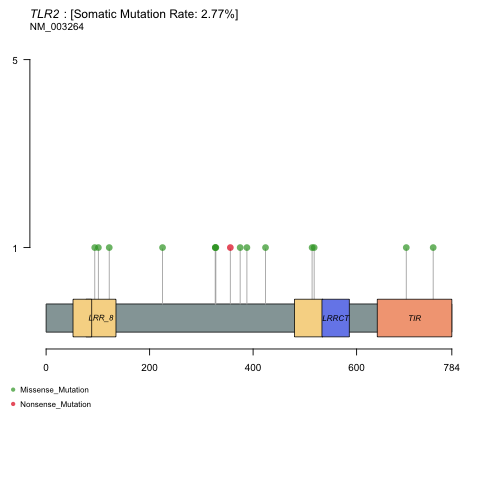 TLR2 : [Somatic Mutation Rate: 2.77%]
NM_003264
5
1
LRR_8
LRRCT
TIR
0 200 400 600 784
Missense_Mutation
Nonsense_Mutation